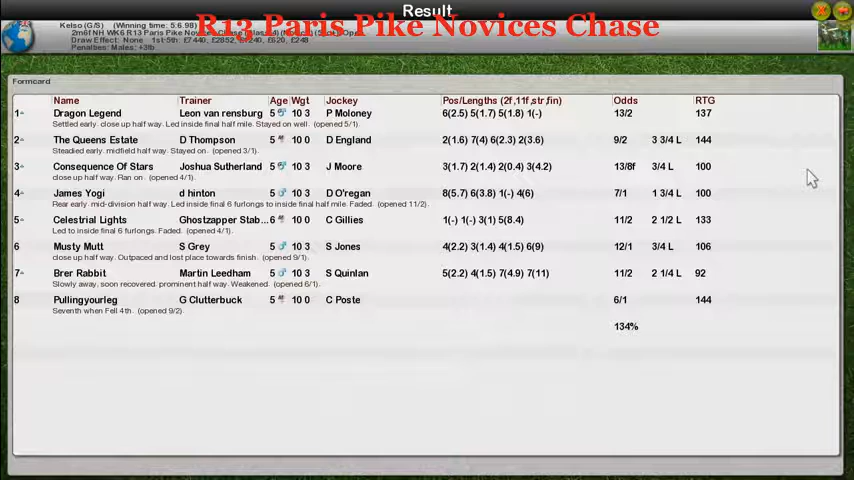 Result
R13 Paris Pike Novices Chase
Kelso (G/S) (Winning time: 5:6.98)
2m6f NH WK6 R13 Paris Pike Novices Chase
Draw Effect: None 1st-5th: £7440, £2852, £1240, £620, £248
Penalties: Males: +3lb
Formcard
Name Trainer Age Wgt Jockey Pos/Lengths (2f,11f,str,fin) Odds RTG
1 Dragon Legend Leon van rensburg 5 10 3 P Moloney 6(2.5) 5(1.7) 5(1.8) 1(-) 13/2 137
Settled early. close up half way. Led inside final half mile. Stayed on well. (opened 5/1).
2 The Queens Estate D Thompson 5 10 0 D England 2(1.6) 7(4) 6(2.3) 2(3.6) 9/2 3 3/4 L 144
Steadied early. midfield half way. Stayed on. (opened 3/1).
3 Consequence Of Stars Joshua Sutherland 5 10 3 J Moore 3(1.7) 2(1.4) 2(0.4) 3(4.2) 13/8f 3/4 L 100
close up half way. Ran on. (opened 4/1).
4 James Yogi d hinton 5 10 3 D O'regan 8(5.7) 6(3.8) 1(-) 4(6) 7/1 1 3/4 L 100
Rear early. mid-division half way. Led inside final 6 furlongs to inside final half mile. Faded. (opened 11/2).
5 Celestrial Lights Ghostzapper Stab... 6 10 0 C Gillies 1(-) 1(-) 3(1) 5(8.4) 11/2 2 1/2 L 133
Led to inside final 6 furlongs. Faded. (opened 4/1).
6 Musty Mutt S Grey 5 10 3 S Jones 4(2.2) 3(1.4) 4(1.5) 6(9) 12/1 3/4 L 106
close up half way. Outpaced and lost place towards finish. (opened 9/1).
7 Brer Rabbit Martin Leedham 5 10 3 S Quinlan 5(2.2) 4(1.5) 7(4.9) 7(11) 11/2 2 1/4 L 92
Slowly away, soon recovered. prominent half way. Weakened. (opened 6/1).
8 Pullingyourleg G Clutterbuck 5 10 0 C Poste 6/1 144
Seventh when Fell 4th. (opened 9/2).
134%